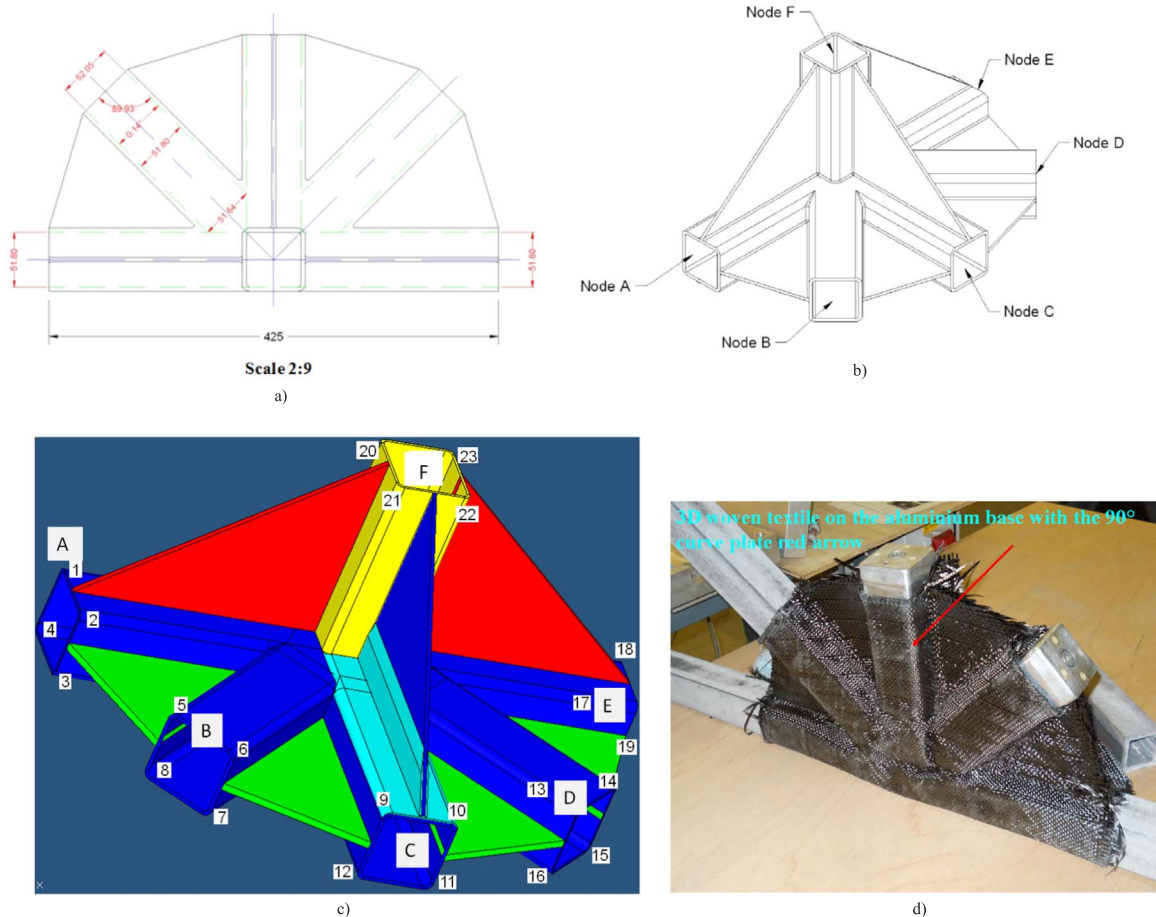 52.05
89.93°
0.14°
51.80
51.64
51.80
51.80
425
Scale 2:9
a)
Node F
Node E
Node D
Node A
Node C
Node B
b)
20
F
23
21
22
A
1
2
4
3
18
17
E
19
5
B
6
8
7
13
14
D
9
10
C
12
11
15
16
c)
3D woven textile on the aluminium base with the 90°
curve plate red arrow
d)